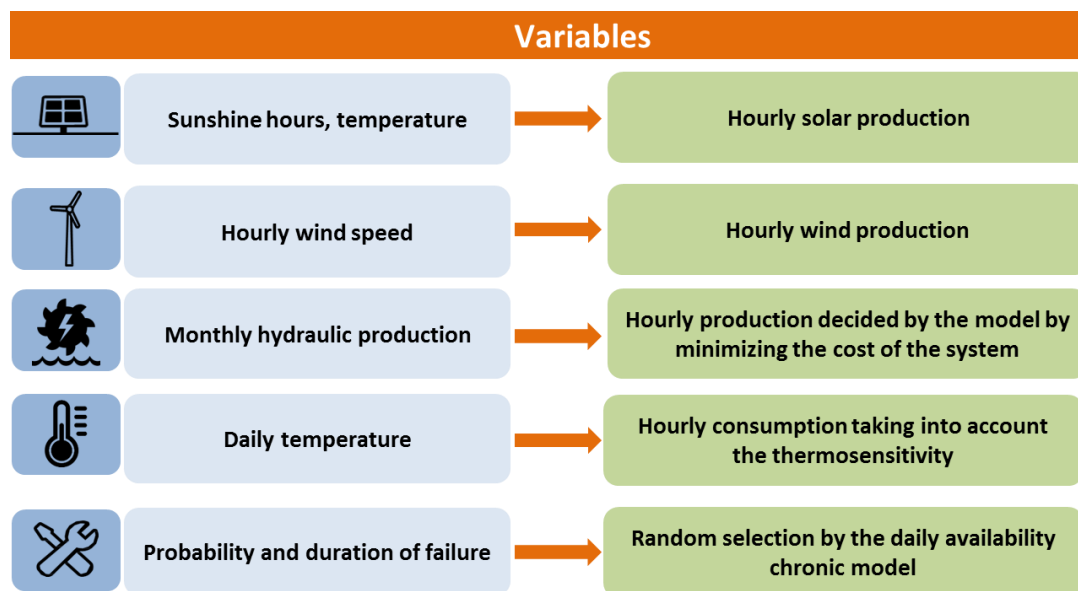 Variables
Sunshine hours, temperature
Hourly solar production
Hourly wind speed
Hourly wind production
Monthly hydraulic production
Hourly production decided by the model by
minimizing the cost of the system
Daily temperature
Hourly consumption taking into account
the thermosensitivity
Probability and duration of failure
Random selection by the daily availability
chronic model